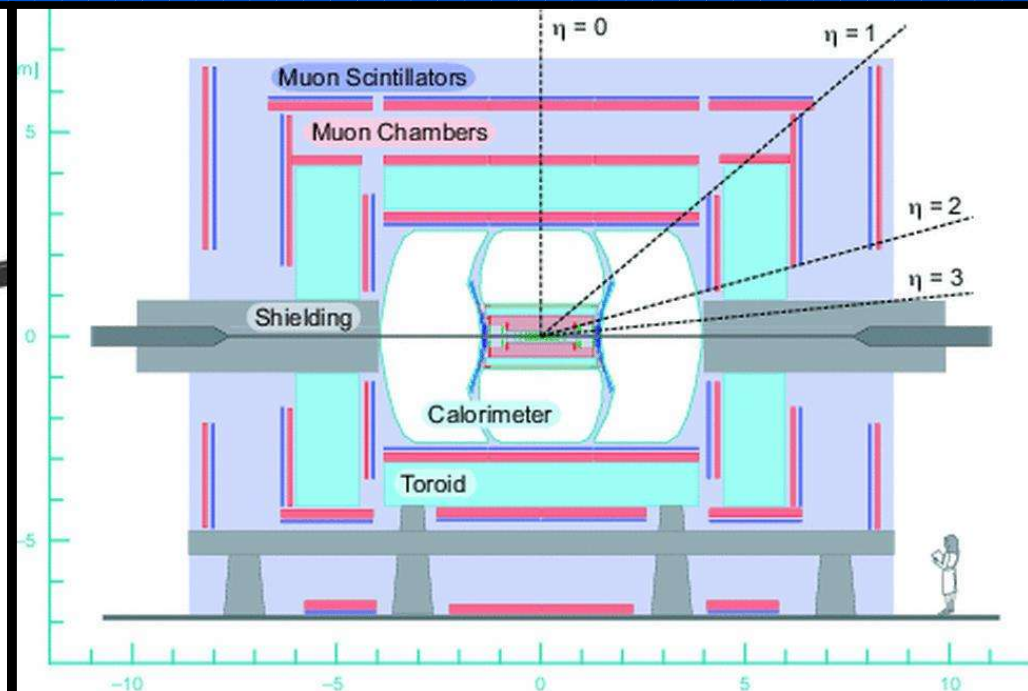 η = 0
η = 1
m]
Muon Scintillators
5
Muon Chambers
η = 2
η = 3
Shielding
0
Calorimeter
Toroid
–5
–10
–5
0
5
10